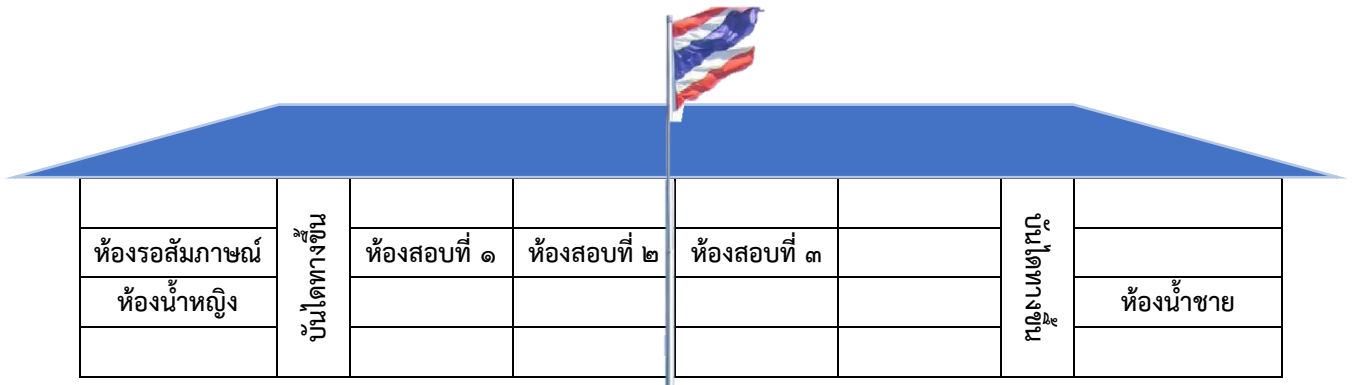 ห้องรอสัมภาษณ์
บันไดทางขึ้น
ห้องสอบที่ ๑
ห้องสอบที่ ๒
ห้องสอบที่ ๓
บันไดทางขึ้น
ห้องน้ำหญิง
ห้องน้ำชาย